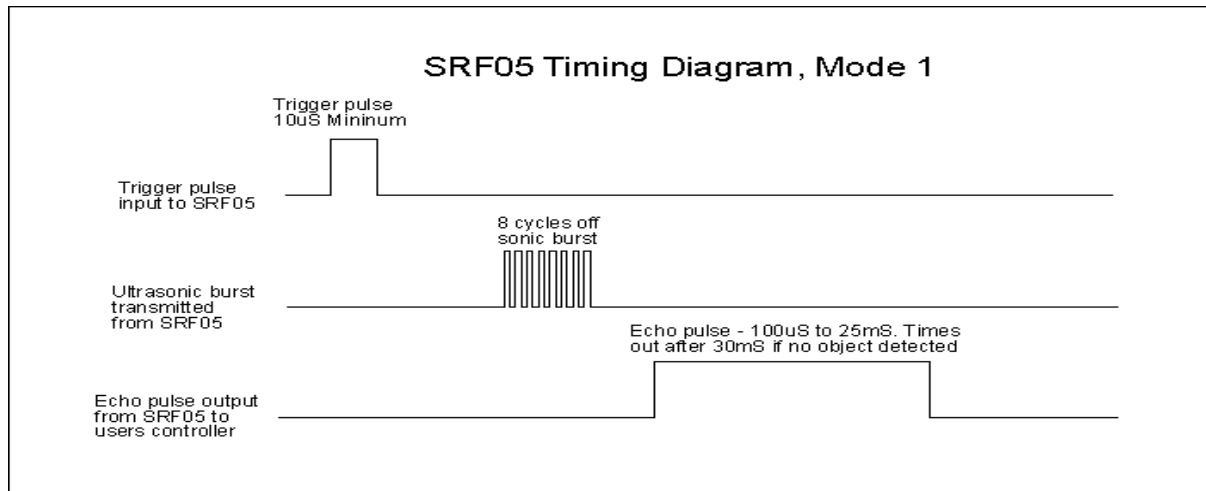 SRF05 Timing Diagram, Mode 1
Trigger pulse
10uS Mininum
Trigger pulse
input to SRF05
8 cycles off
sonic burst
Ultrasonic burst
transmitted
from SRF05
Echo pulse - 100uS to 25mS. Times
out after 30mS if no object detected
Echo pulse output
from SRF05 to
users controller